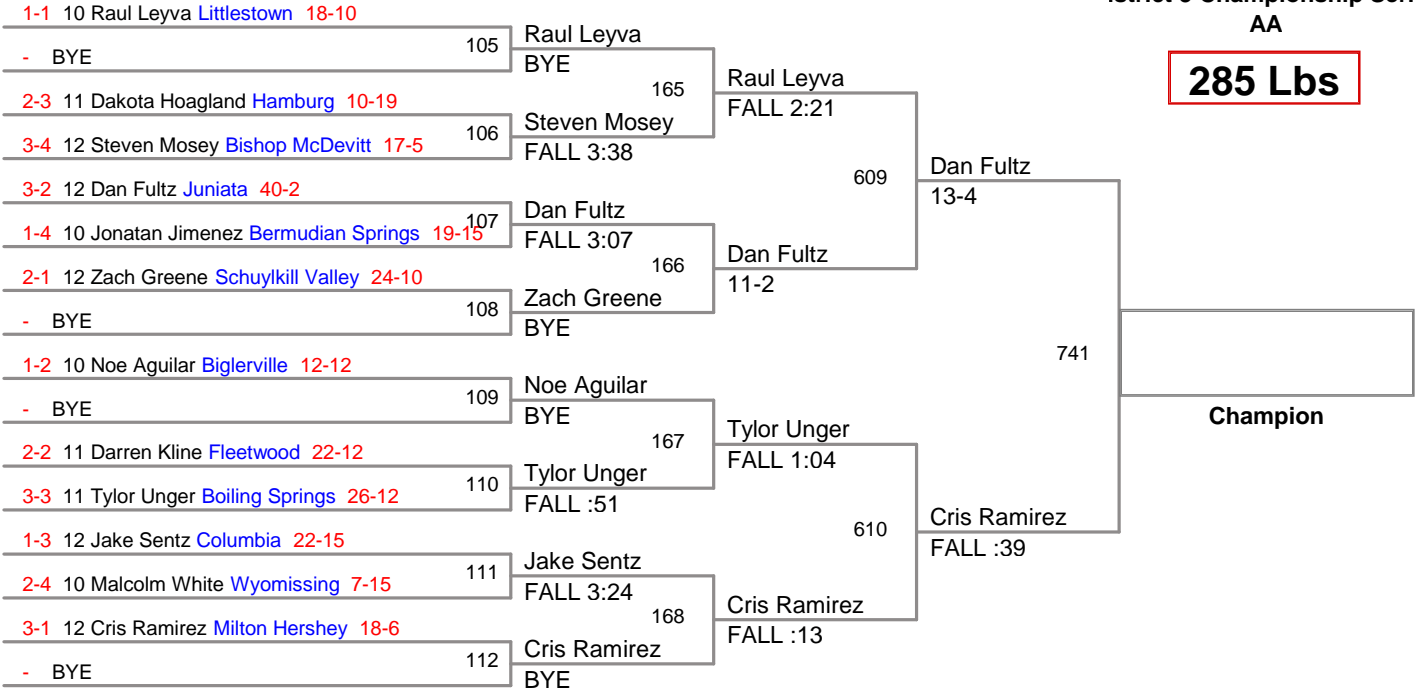 istrict 3 Championship Seri
AA
285 Lbs
1-1 10 Raul Leyva Littlestown 18-10
- BYE
2-3 11 Dakota Hoagland Hamburg 10-19
3-4 12 Steven Mosey Bishop McDevitt 17-5
3-2 12 Dan Fultz Juniata 40-2
1-4 10 Jonatan Jimenez Bermudian Springs 19-15
2-1 12 Zach Greene Schuylkill Valley 24-10
- BYE
1-2 10 Noe Aguilar Biglerville 12-12
- BYE
2-2 11 Darren Kline Fleetwood 22-12
3-3 11 Tylor Unger Boiling Springs 26-12
1-3 12 Jake Sentz Columbia 22-15
2-4 10 Malcolm White Wyomissing 7-15
3-1 12 Cris Ramirez Milton Hershey 18-6
- BYE
105
106
107
108
109
110
111
112
Raul Leyva
BYE
Steven Mosey
FALL 3:38
Dan Fultz
FALL 3:07
Zach Greene
BYE
Noe Aguilar
BYE
Tylor Unger
FALL :51
Jake Sentz
FALL 3:24
Cris Ramirez
BYE
165
166
167
168
Raul Leyva
FALL 2:21
Dan Fultz
11-2
Tylor Unger
FALL 1:04
Cris Ramirez
FALL :13
609
610
Dan Fultz
13-4
Cris Ramirez
FALL :39
741
Champion